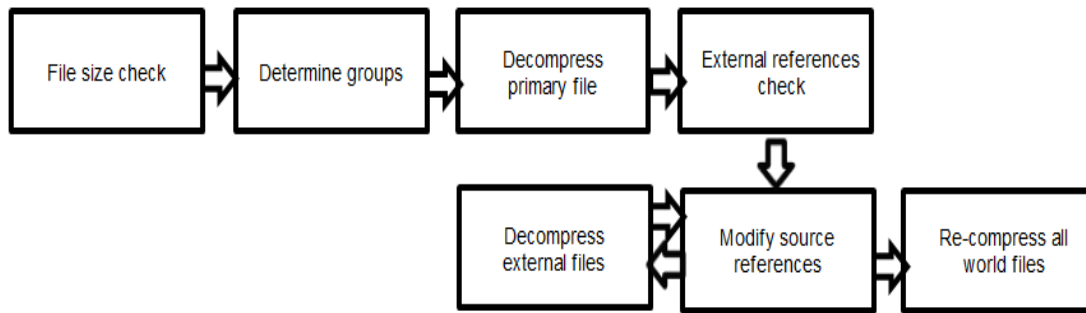 File size check
Determine groups
Decompress
primary file
External references
check
Decompress
external files
Modify source
references
Re-compress all
world files